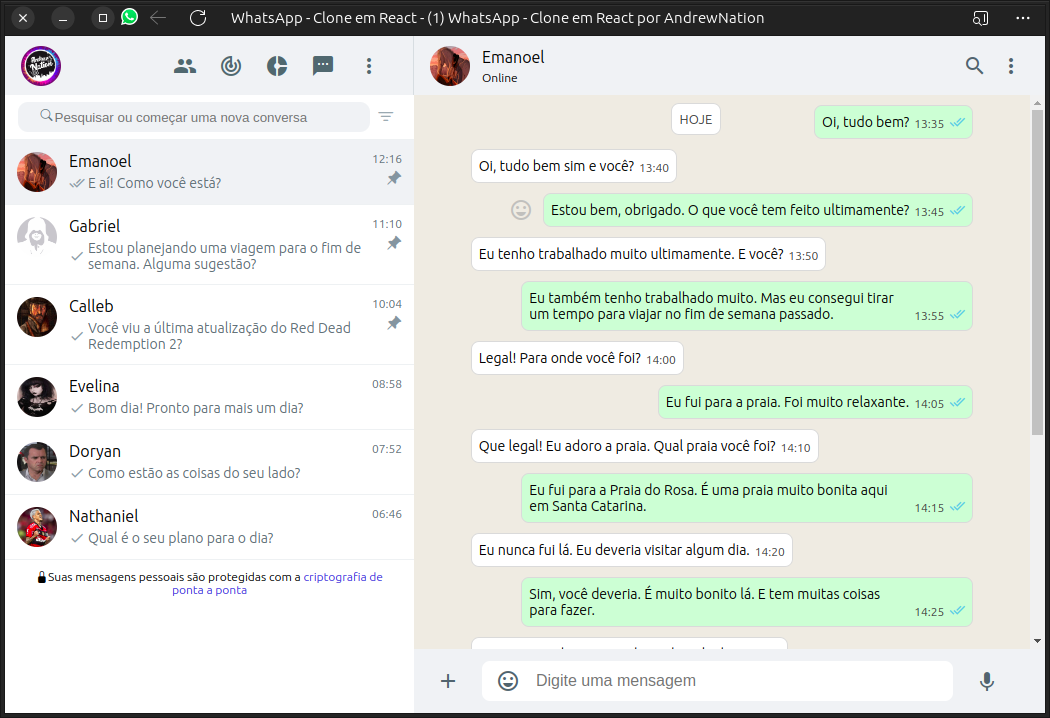 WhatsApp - Clone em React - (1) WhatsApp - Clone em React por AndrewNation
Pesquisar ou começar uma nova conversa
Emanoel
12:16
E aí! Como você está?
Gabriel
11:10
Estou planejando uma viagem para o fim de
semana. Alguma sugestão?
Calleb
10:04
Você viu a última atualização do Red Dead
Redemption 2?
Evelina
08:58
Bom dia! Pronto para mais um dia?
Doryan
07:52
Como estão as coisas do seu lado?
Nathaniel
06:46
Qual é o seu plano para o dia?
Suas mensagens pessoais são protegidas com a criptografia de
ponta a ponta
Emanoel
Online
HOJE
Oi, tudo bem? 13:35
Oi, tudo bem sim e você? 13:40
Estou bem, obrigado. O que você tem feito ultimamente? 13:45
Eu tenho trabalhado muito ultimamente. E você? 13:50
Eu também tenho trabalhado muito. Mas eu consegui tirar
um tempo para viajar no fim de semana passado. 13:55
Legal! Para onde você foi? 14:00
Eu fui para a praia. Foi muito relaxante. 14:05
Que legal! Eu adoro a praia. Qual praia você foi? 14:10
Eu fui para a Praia do Rosa. É uma praia muito bonita aqui
em Santa Catarina. 14:15
Eu nunca fui lá. Eu deveria visitar algum dia. 14:20
Sim, você deveria. É muito bonito lá. E tem muitas coisas
para fazer. 14:25
Digite uma mensagem